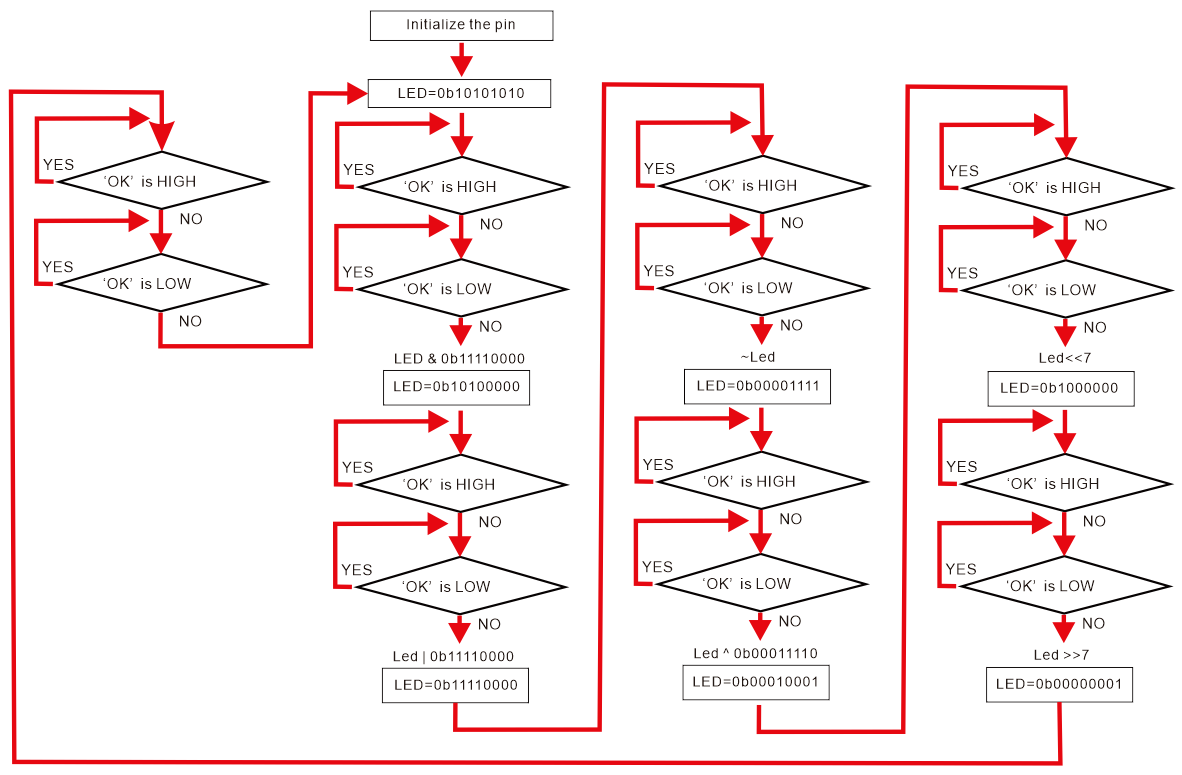 Initialize the pin
LED=0b10101010
YES
‘OK’ is HIGH
NO
YES
‘OK’ is LOW
NO
YES
‘OK’ is HIGH
NO
YES
‘OK’ is LOW
NO
LED & 0b11110000
LED=0b10100000
YES
‘OK’ is HIGH
NO
YES
‘OK’ is LOW
NO
Led | 0b11110000
LED=0b11110000
YES
‘OK’ is HIGH
NO
YES
‘OK’ is LOW
NO
~Led
LED=0b00001111
YES
‘OK’ is HIGH
NO
YES
‘OK’ is LOW
NO
Led ^ 0b00011110
LED=0b00010001
YES
‘OK’ is HIGH
NO
YES
‘OK’ is LOW
NO
Led<<7
LED=0b1000000
YES
‘OK’ is HIGH
NO
YES
‘OK’ is LOW
NO
Led >>7
LED=0b00000001